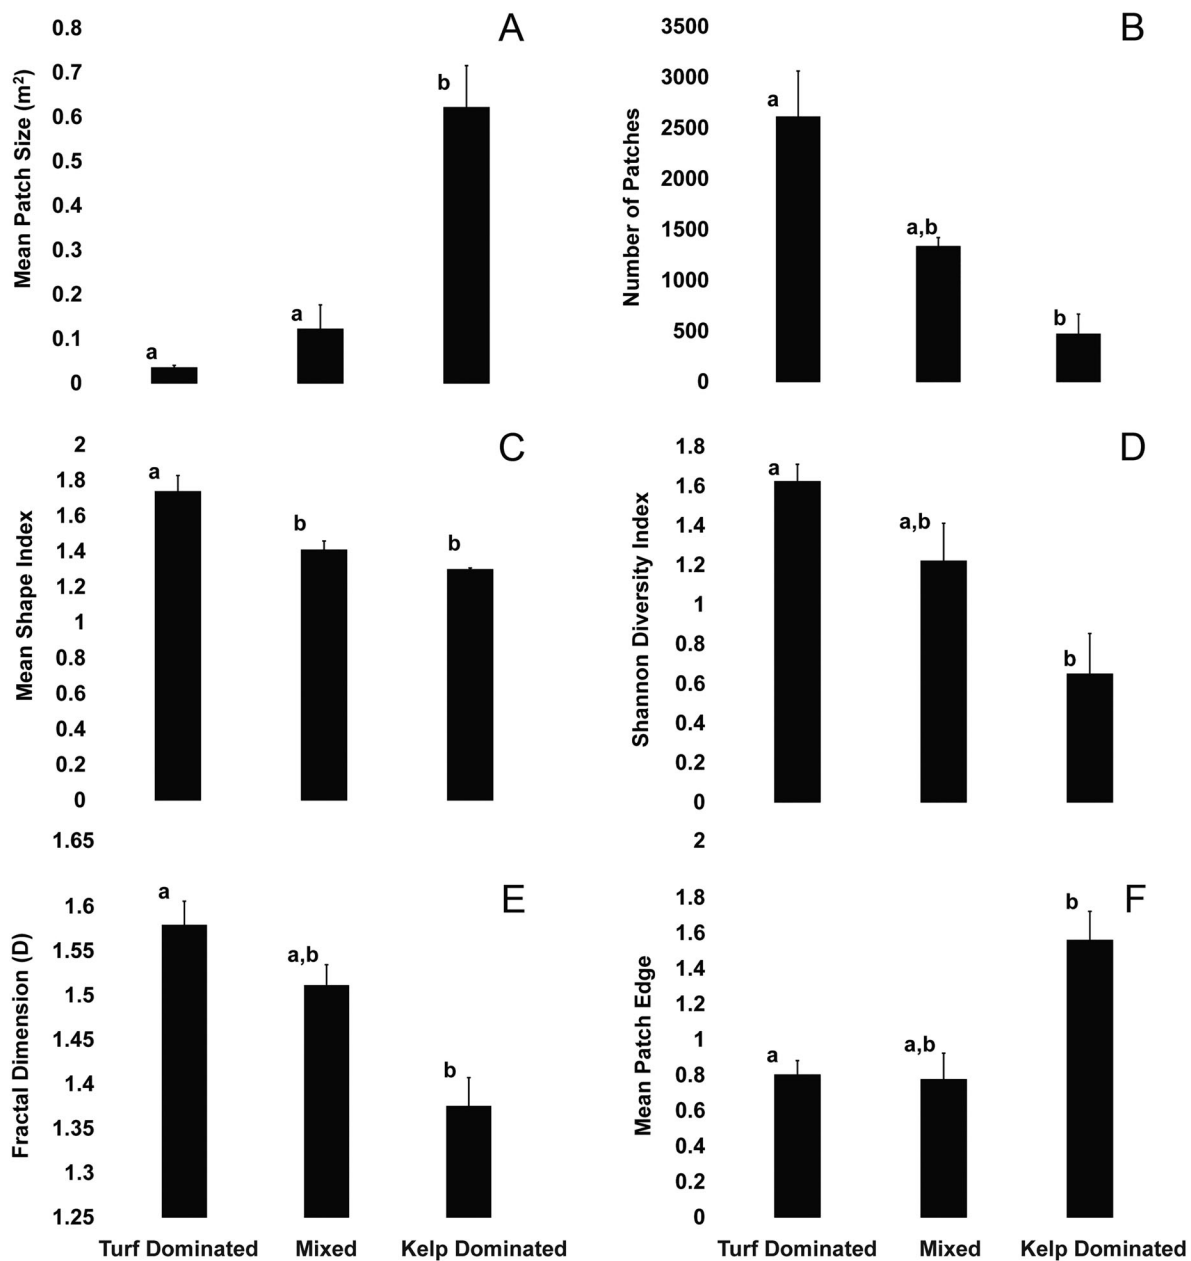 A
Mean Patch Size (m²)
0.8
0.7
0.6
0.5
0.4
0.3
0.2
0.1
0
a
a
b
B
Number of Patches
3500
3000
2500
2000
1500
1000
500
0
a
a,b
b
C
Mean Shape Index
2
1.8
1.6
1.4
1.2
1
0.8
0.6
0.4
0.2
0
a
b
b
D
Shannon Diversity Index
1.8
1.6
1.4
1.2
1
0.8
0.6
0.4
0.2
0
a
a,b
b
E
Fractal Dimension (D)
1.65
1.6
1.55
1.5
1.45
1.4
1.35
1.3
1.25
a
a,b
b
Turf Dominated Mixed Kelp Dominated
F
Mean Patch Edge
2
1.8
1.6
1.4
1.2
1
0.8
0.6
0.4
0.2
0
a
a,b
b
Turf Dominated Mixed Kelp Dominated